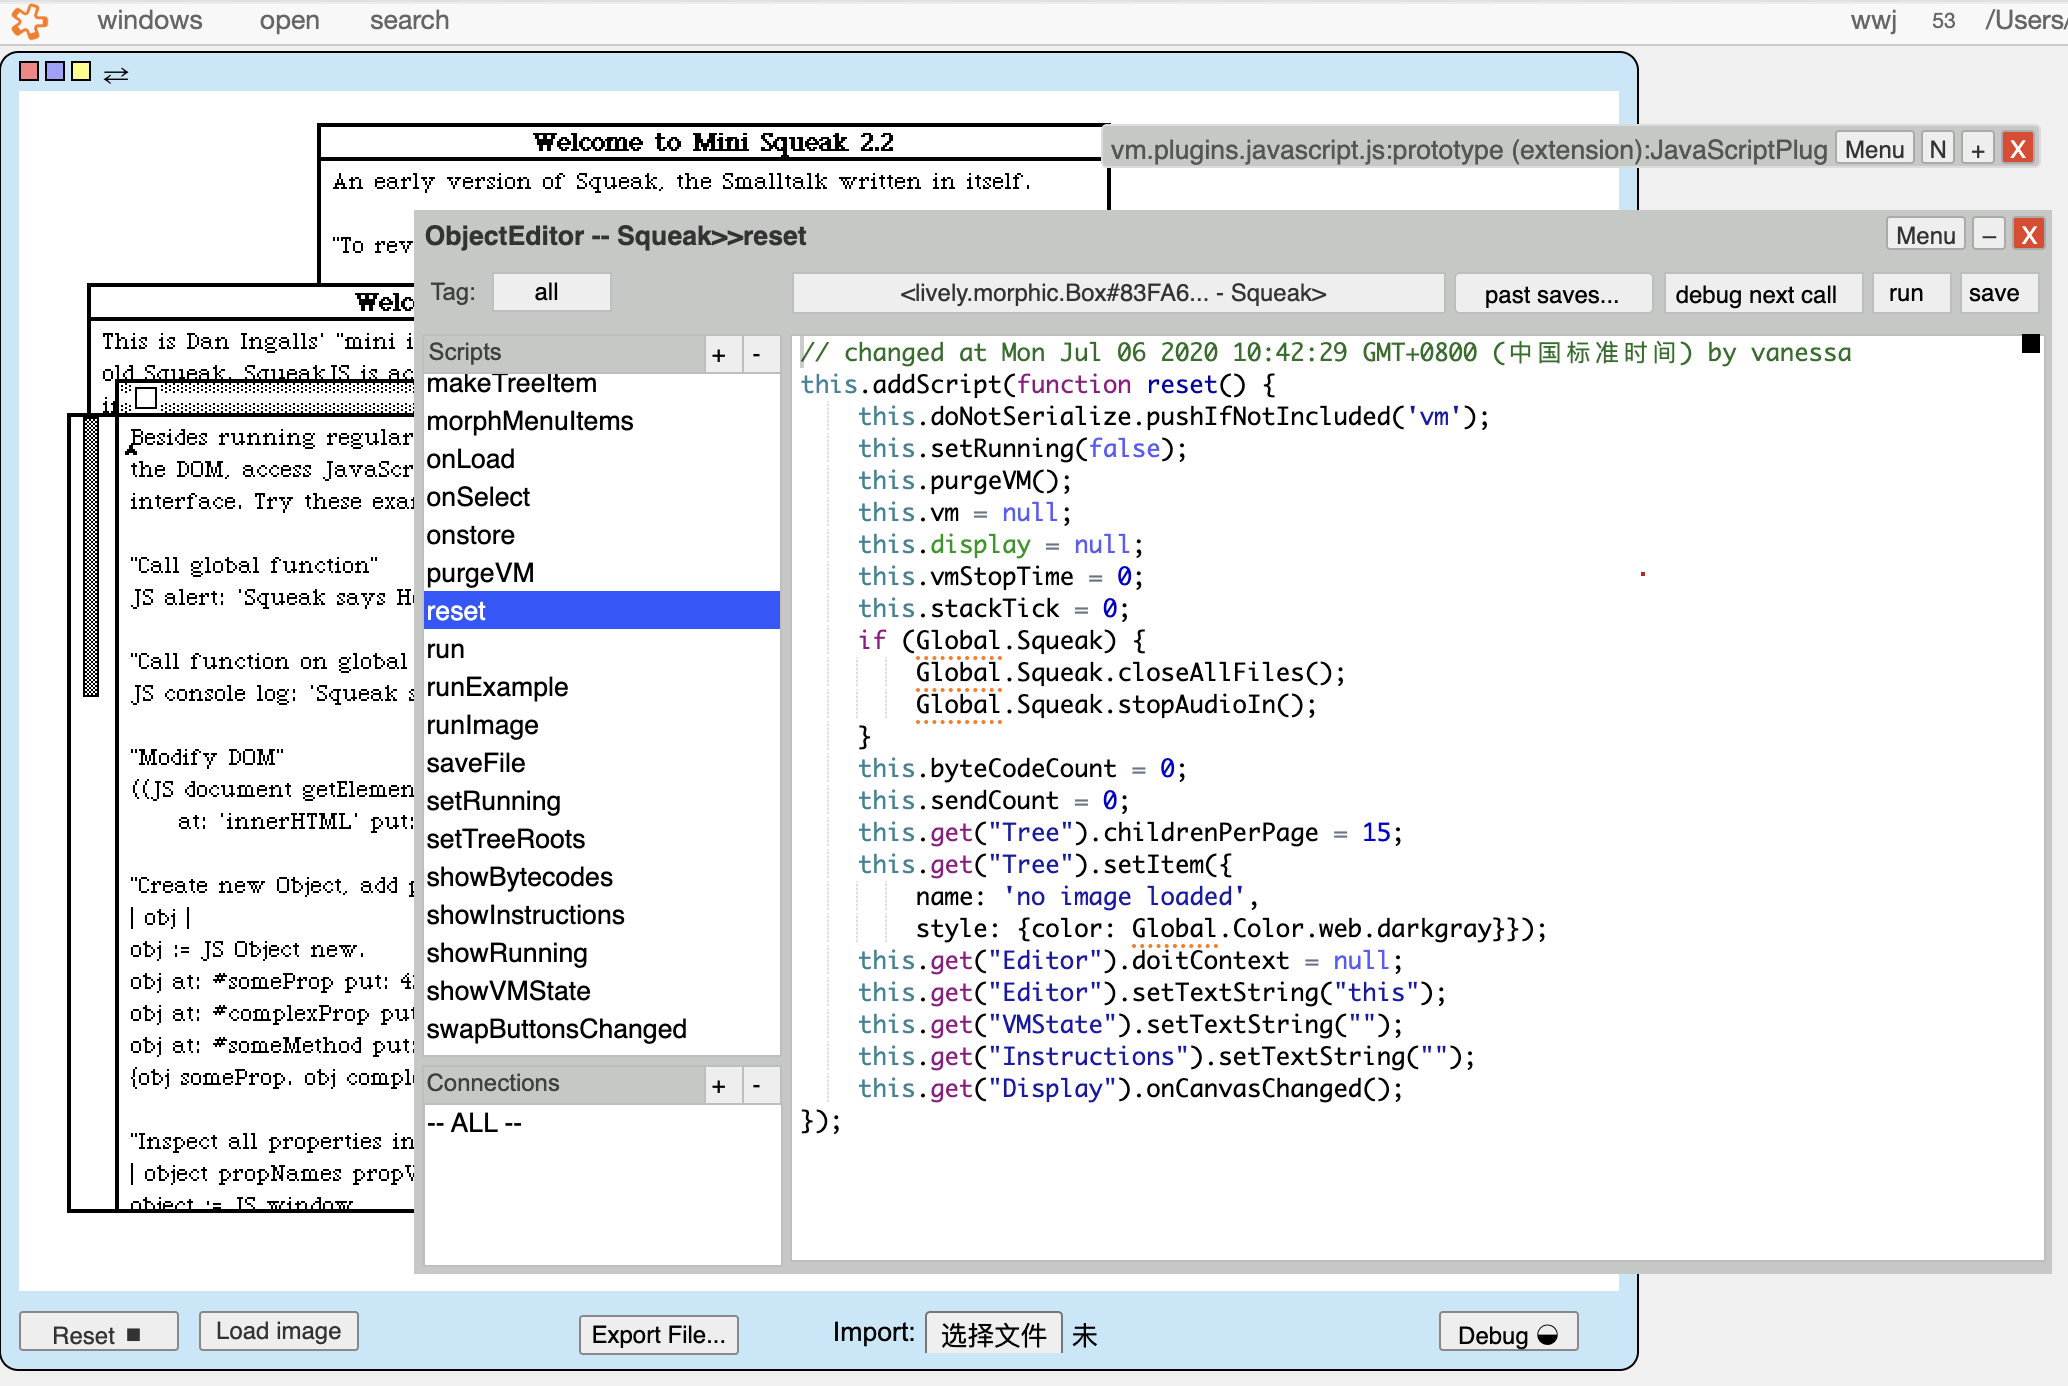 windows open search wwj 53 /Users/
Welcome to Mini Squeak 2.2
An early version of Squeak, the Smalltalk written in itself.
"To rev
vm.plugins.javascript.js:prototype (extension):JavaScriptPlug Menu N + X
Welc
This is Dan Ingalls' "mini i
old Squeak. SqueakJS is ac
Besides running regular
the DOM, access JavaScr
interface. Try these exa
"Call global function"
JS alert: 'Squeak says H
"Call function on global
JS console log: 'Squeak s
"Modify DOM"
((JS document getElemen
at: 'innerHTML' put:
"Create new Object, add p
| obj |
obj := JS Object new.
obj at: #someProp put: 4
obj at: #complexProp put
obj at: #someMethod put:
{obj someProp. obj compl
"Inspect all properties in
| object propNames propV
object := JS window.
ObjectEditor -- Squeak>>reset Menu – X
Tag: all <lively.morphic.Box#83FA6... - Squeak> past saves... debug next call run save
Scripts + -
makeTreeItem
morphMenuItems
onLoad
onSelect
onstore
purgeVM
reset
run
runExample
runImage
saveFile
setRunning
setTreeRoots
showBytecodes
showInstructions
showRunning
showVMState
swapButtonsChanged
Connections + -
-- ALL --
// changed at Mon Jul 06 2020 10:42:29 GMT+0800 (中国标准时间) by vanessa
this.addScript(function reset() {
this.doNotSerialize.pushIfNotIncluded('vm');
this.setRunning(false);
this.purgeVM();
this.vm = null;
this.display = null;
this.vmStopTime = 0;
this.stackTick = 0;
if (Global.Squeak) {
Global.Squeak.closeAllFiles();
Global.Squeak.stopAudioIn();
}
this.byteCodeCount = 0;
this.sendCount = 0;
this.get("Tree").childrenPerPage = 15;
this.get("Tree").setItem({
name: 'no image loaded',
style: {color: Global.Color.web.darkgray}});
this.get("Editor").doitContext = null;
this.get("Editor").setTextString("this");
this.get("VMState").setTextString("");
this.get("Instructions").setTextString("");
this.get("Display").onCanvasChanged();
});
Reset Load image Export File... Import: 选择文件 未 Debug